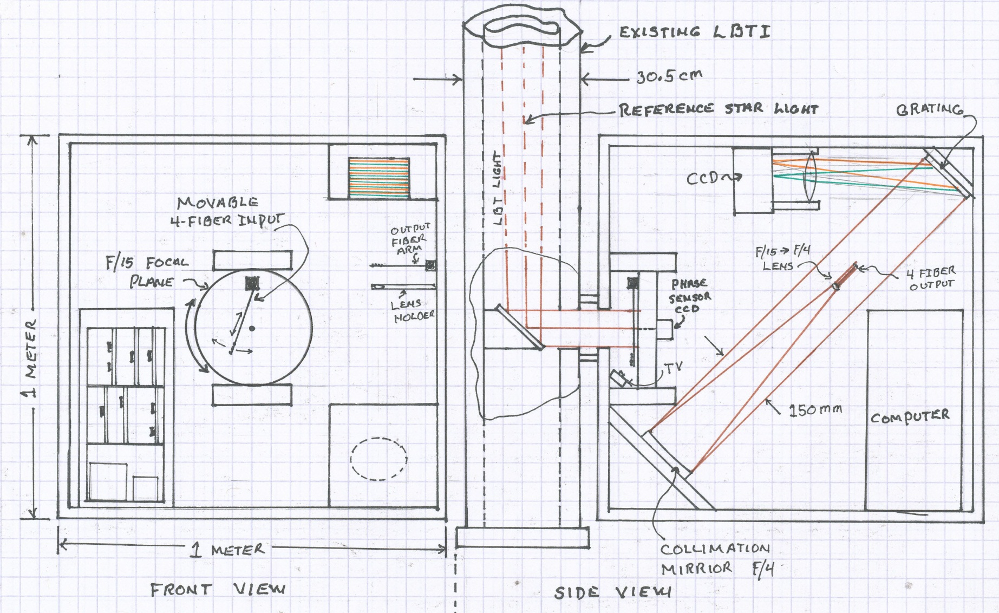 EXISTING LBTI
30.5cm
REFERENCE STAR LIGHT
GRATING
LBT LIGHT
CCD
MOVABLE
4-FIBER INPUT
OUTPUT
FIBER
ARM
F/15 FOCAL
PLANE
LENS
HOLDER
F/15→F/4
LENS
4 FIBER
OUTPUT
PHASE
SENSOR
CCD
TV
1 METER
150mm
COMPUTER
1 METER
COLLIMATION
MIRRIOR F/4
FRONT VIEW
SIDE VIEW